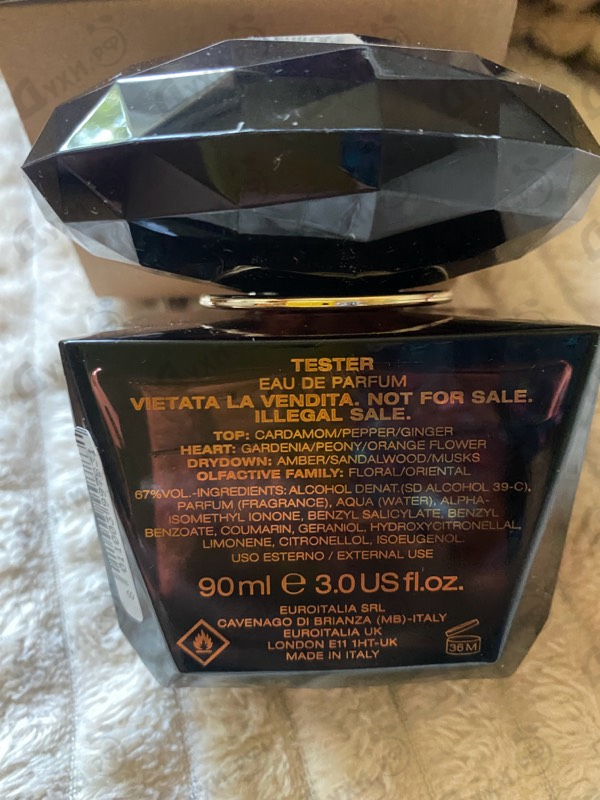 TESTER
EAU DE PARFUM
VIETATA LA VENDITA. NOT FOR SALE.
ILLEGAL SALE.
TOP: CARDAMOM/PEPPER/GINGER
HEART: GARDENIA/PEONY/ORANGE FLOWER
DRYDOWN: AMBER/SANDALWOOD/MUSKS
OLFACTIVE FAMILY: FLORAL/ORIENTAL
67%VOL.-INGREDIENTS: ALCOHOL DENAT.(SD ALCOHOL 39-C),
PARFUM (FRAGRANCE), AQUA (WATER), ALPHA-
ISOMETHYL IONONE, BENZYL SALICYLATE, BENZYL
BENZOATE, COUMARIN, GERANIOL, HYDROXYCITRONELLAL,
LIMONENE, CITRONELLOL, ISOEUGENOL.
USO ESTERNO / EXTERNAL USE
90ml e 3.0 US fl.oz.
EUROITALIA SRL
CAVENAGO DI BRIANZA (MB)-ITALY
EUROITALIA UK
LONDON E11 1HT-UK
MADE IN ITALY
36 M